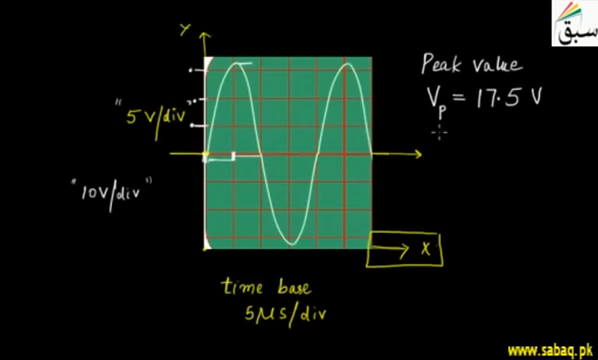 سبق
Y
Peak value
Vp = 17.5 V
"5 V/div"
"10V/div"
X
time base
5μs/div
www.sabaq.pk